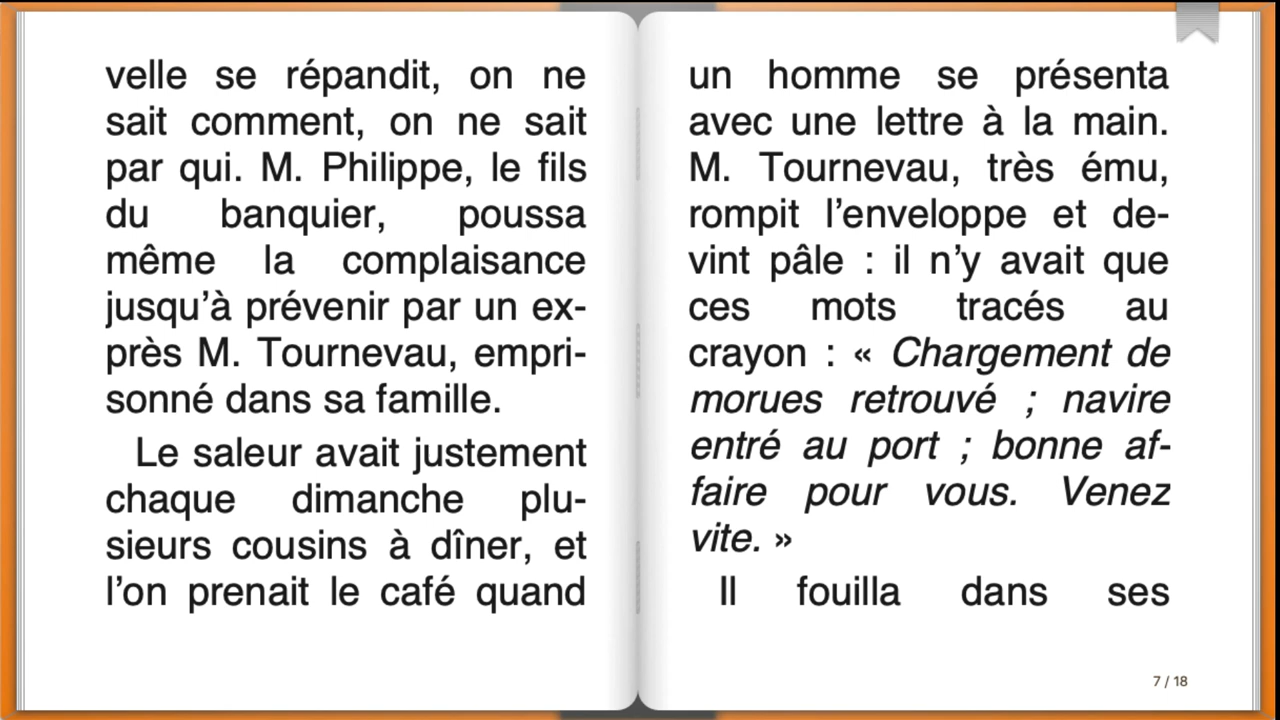 velle se répandit, on ne
sait comment, on ne sait
par qui. M. Philippe, le fils
du banquier, poussa
même la complaisance
jusqu’à prévenir par un ex-
près M. Tournevau, empri-
sonné dans sa famille.
Le saleur avait justement
chaque dimanche plu-
sieurs cousins à dîner, et
l’on prenait le café quand
un homme se présenta
avec une lettre à la main.
M. Tournevau, très ému,
rompit l’enveloppe et de-
vint pâle : il n’y avait que
ces mots tracés au
crayon : « Chargement de
morues retrouvé ; navire
entré au port ; bonne af-
faire pour vous. Venez
vite. »
Il fouilla dans ses
7 / 18